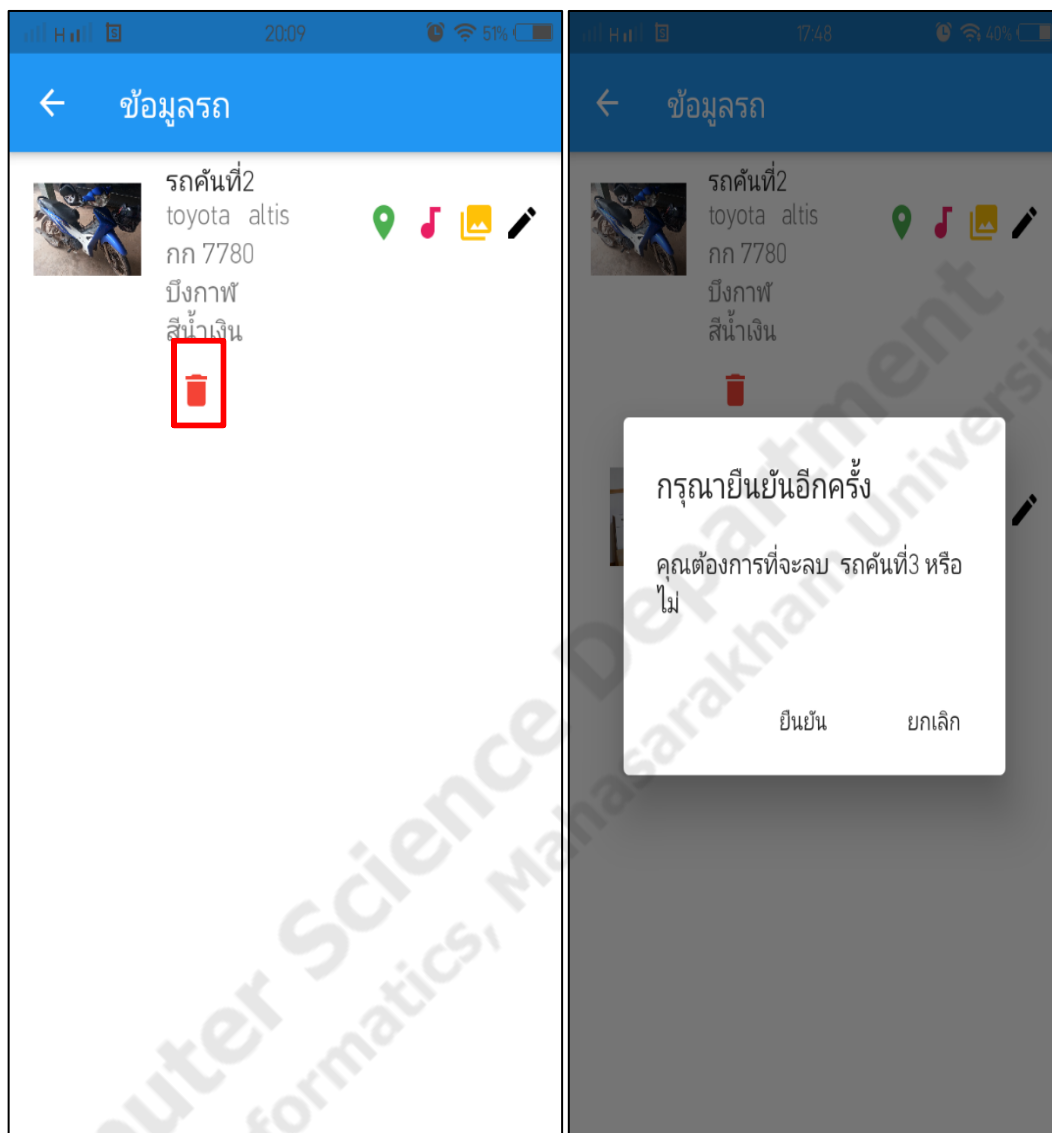 H 20:09 51%
ข้อมูลรถ
รถคันที่2
toyota altis
กก 7780
บึงกาฬ
สีน้ำเงิน
H 17:48 40%
ข้อมูลรถ
รถคันที่2
toyota altis
กก 7780
บึงกาฬ
สีน้ำเงิน
กรุณายืนยันอีกครั้ง
คุณต้องการที่จะลบ รถคันที่3 หรือ
ไม่
ยืนยัน ยกเลิก
uter Science Department
formatics, Mahasarakham Universit